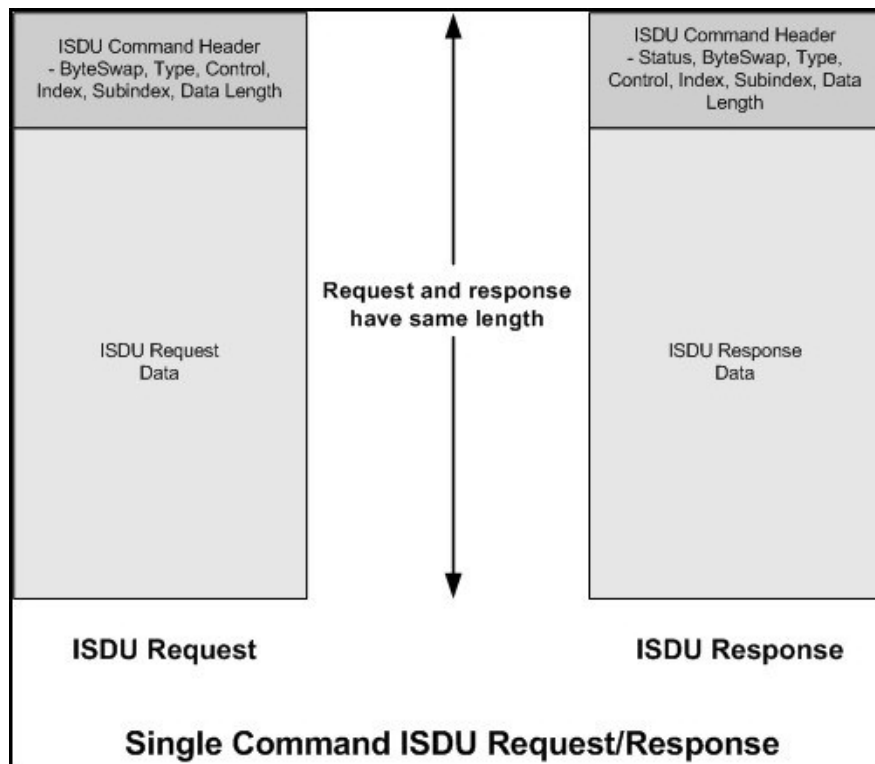 ISDU Command Header
- ByteSwap, Type, Control,
Index, Subindex, Data Length
ISDU Request
Data
Request and response
have same length
ISDU Command Header
- Status, ByteSwap, Type,
Control, Index, Subindex, Data
Length
ISDU Response
Data
ISDU Request
ISDU Response
Single Command ISDU Request/Response